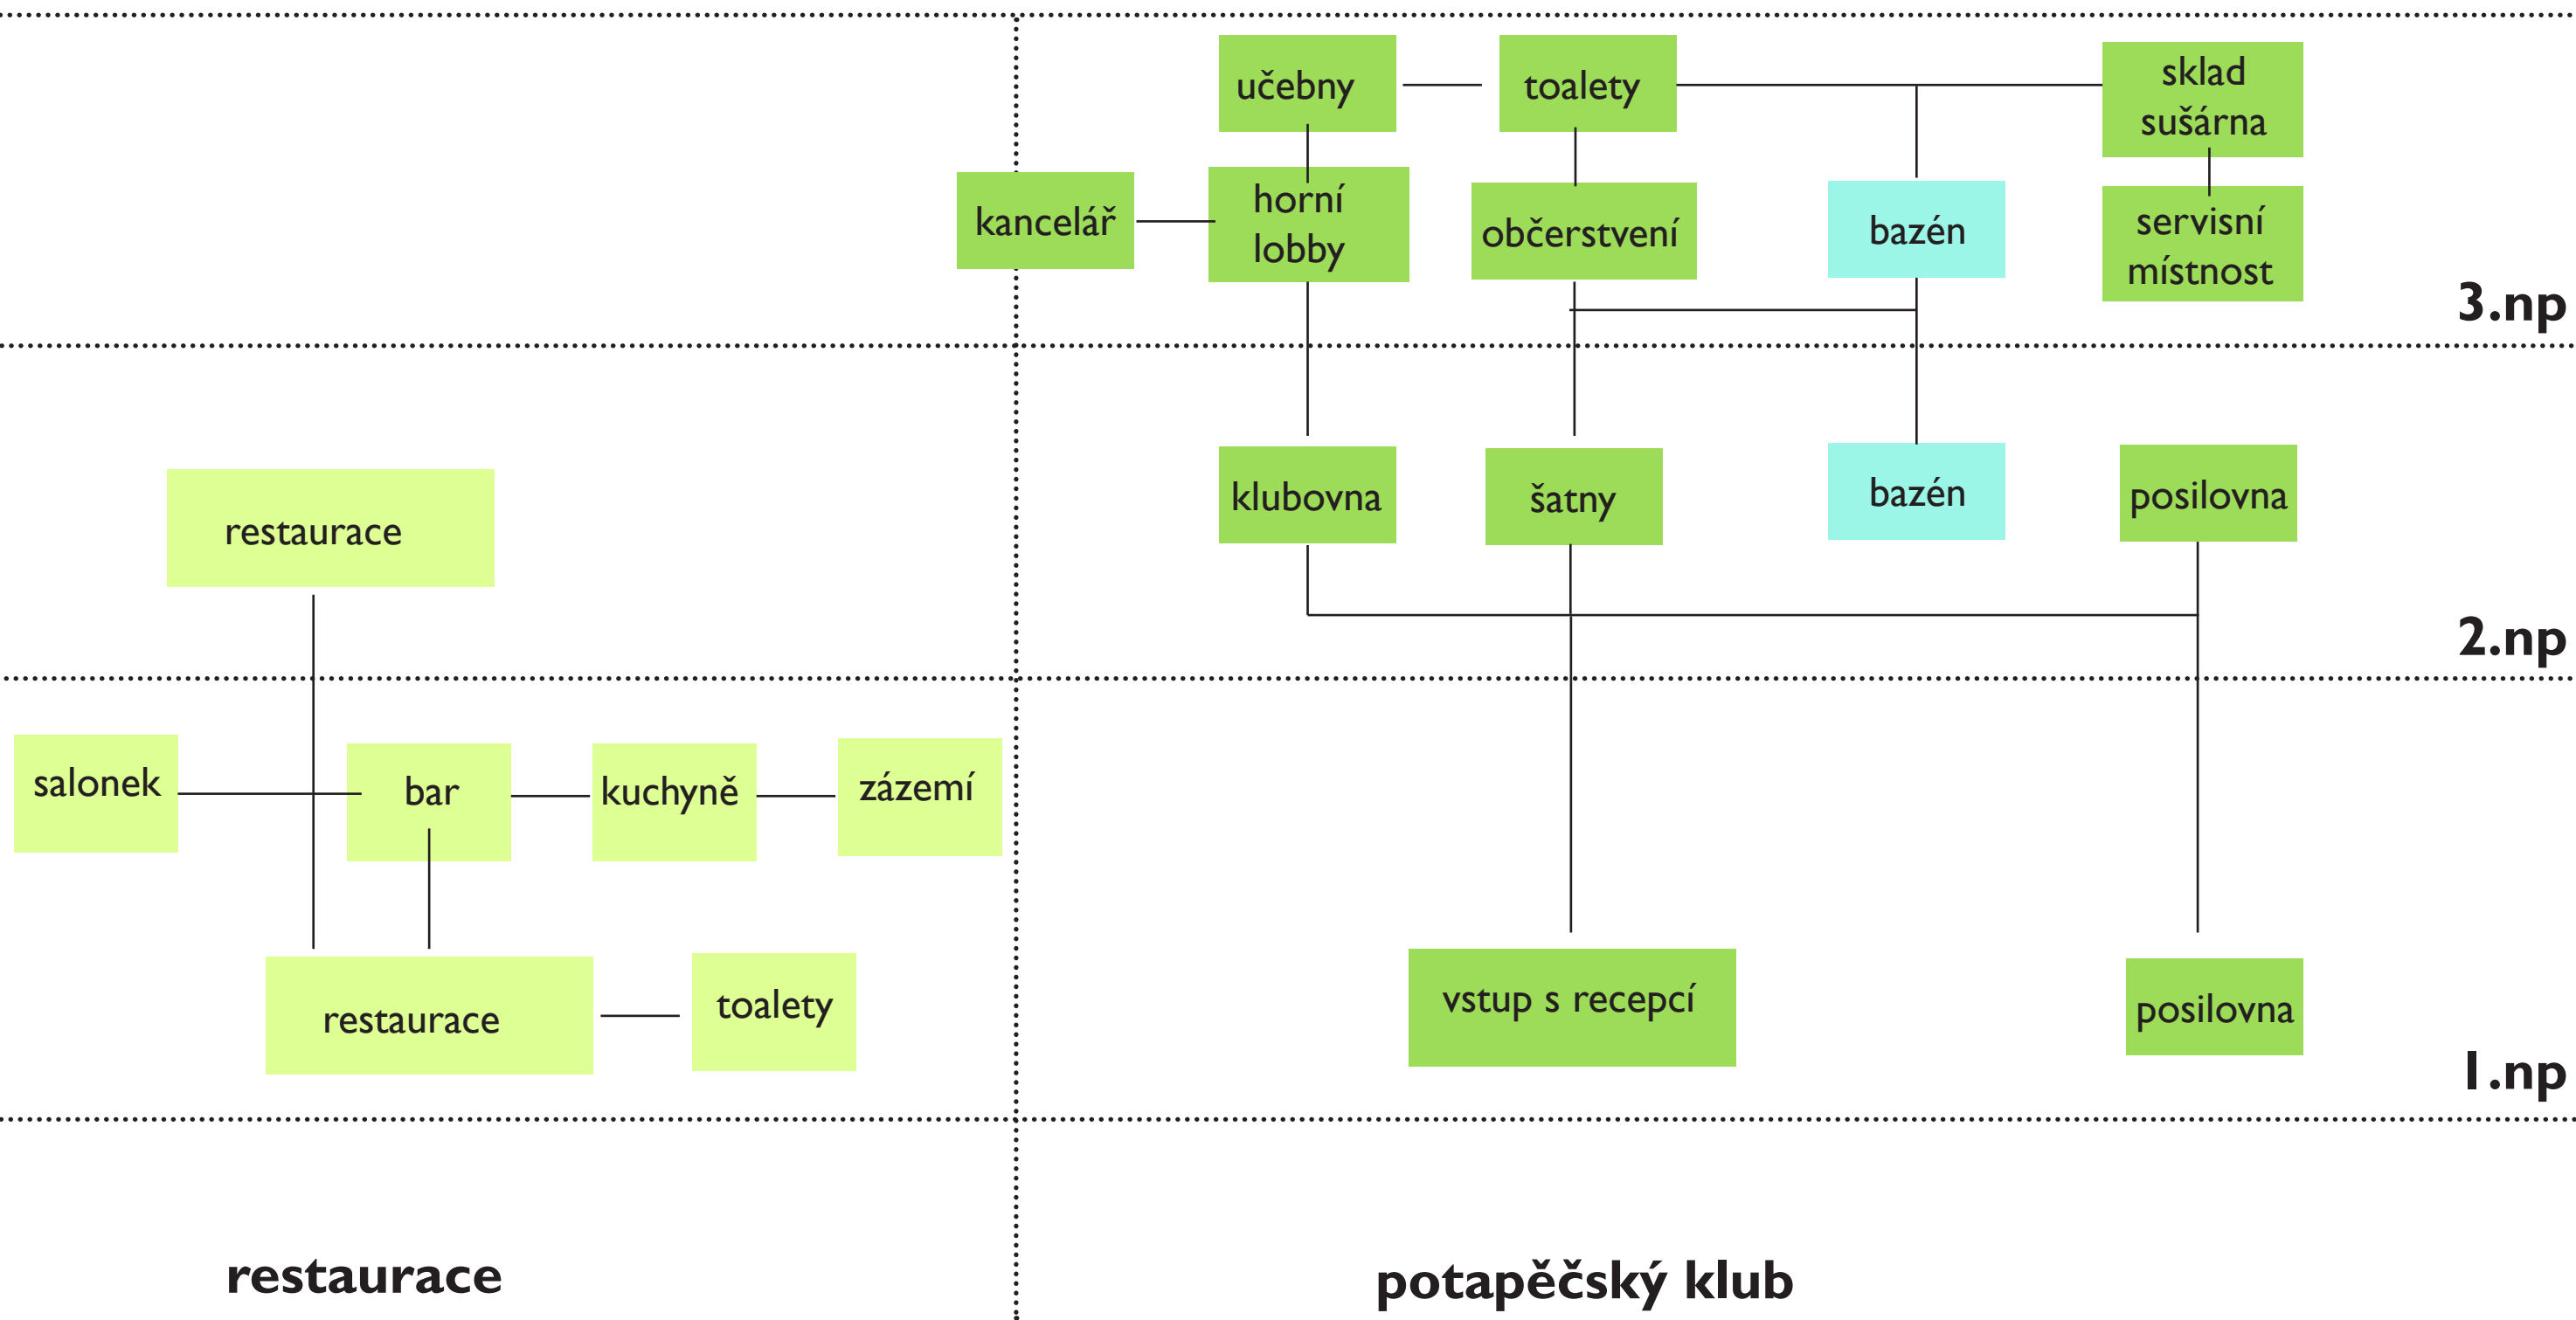 učebny
toalety
sklad
sušárna
kancelář
horní
lobby
občerstvení
bazén
servisní
místnost
3.np
restaurace
klubovna
šatny
bazén
posilovna
2.np
salonek
bar
kuchyně
zázemí
restaurace
toalety
vstup s recepcí
posilovna
1.np
restaurace
potapěčský klub